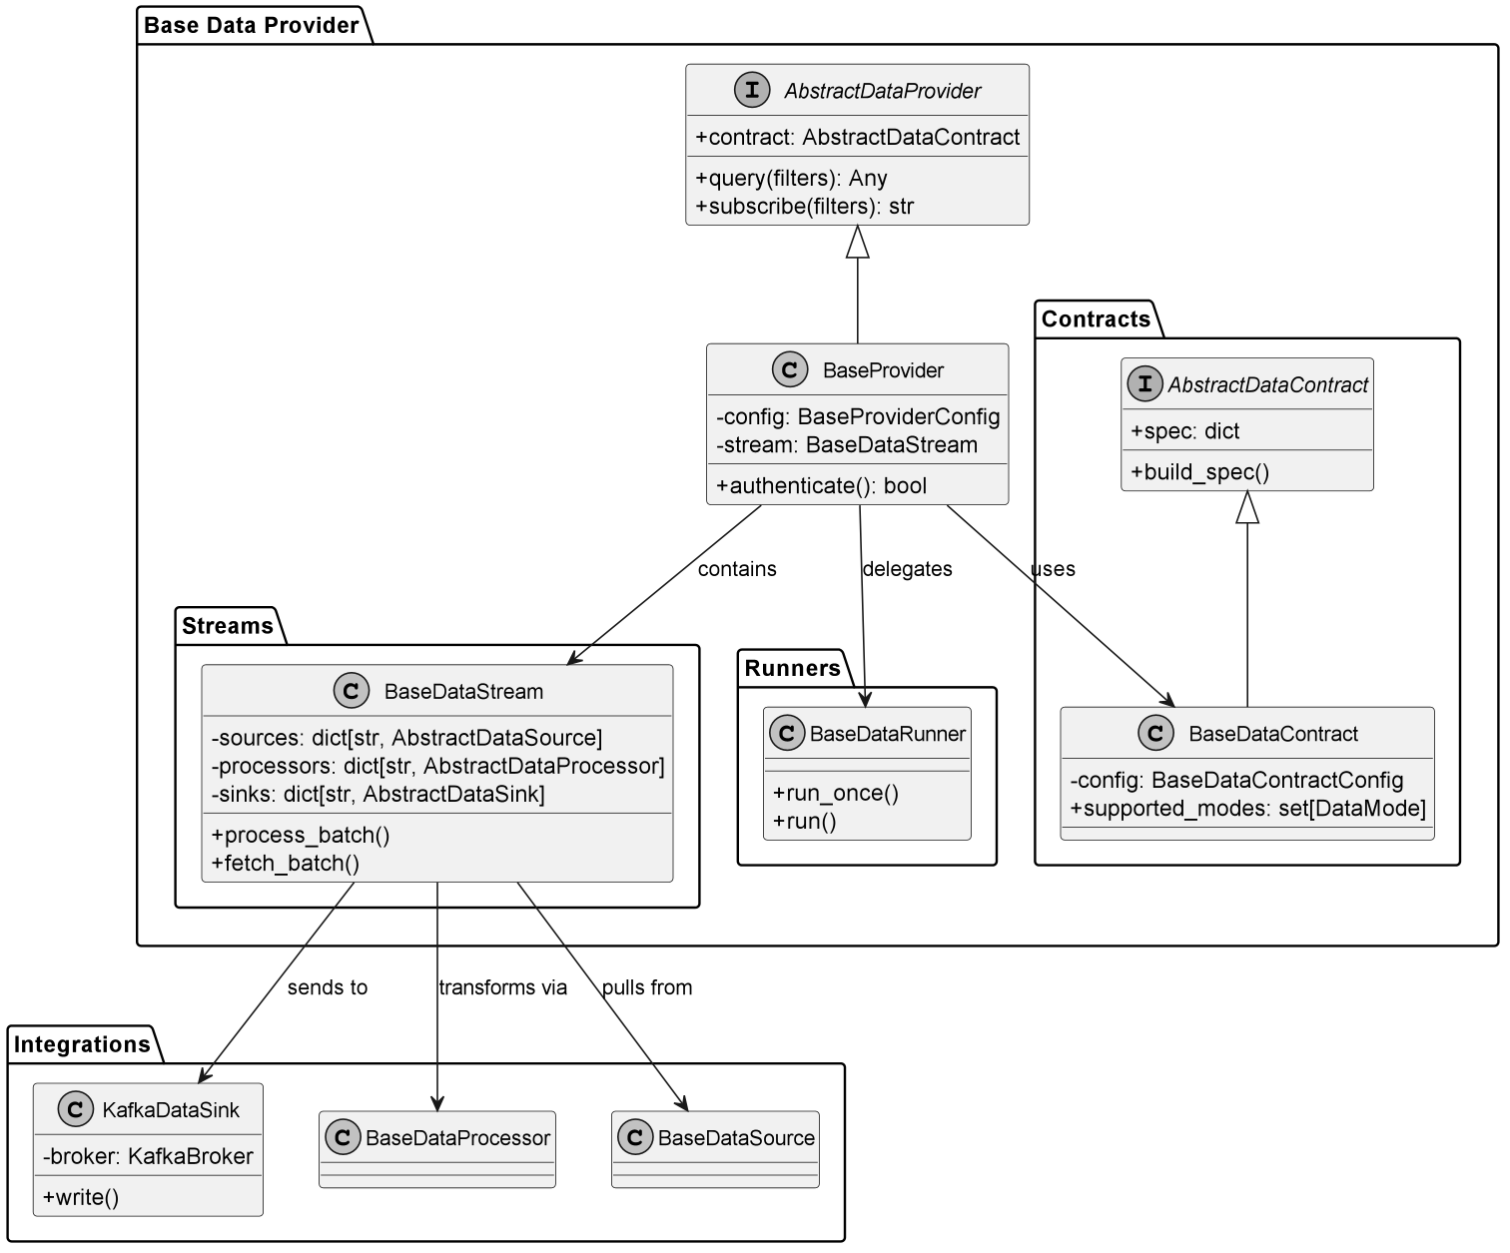 Base Data Provider
I AbstractDataProvider
+contract: AbstractDataContract
+query(filters): Any
+subscribe(filters): str
C BaseProvider
-config: BaseProviderConfig
-stream: BaseDataStream
+authenticate(): bool
Contracts
I AbstractDataContract
+spec: dict
+build_spec()
contains
delegates
uses
Streams
C BaseDataStream
-sources: dict[str, AbstractDataSource]
-processors: dict[str, AbstractDataProcessor]
-sinks: dict[str, AbstractDataSink]
+process_batch()
+fetch_batch()
Runners
C BaseDataRunner
+run_once()
+run()
C BaseDataContract
-config: BaseDataContractConfig
+supported_modes: set[DataMode]
sends to
transforms via
pulls from
Integrations
C KafkaDataSink
-broker: KafkaBroker
+write()
C BaseDataProcessor
C BaseDataSource